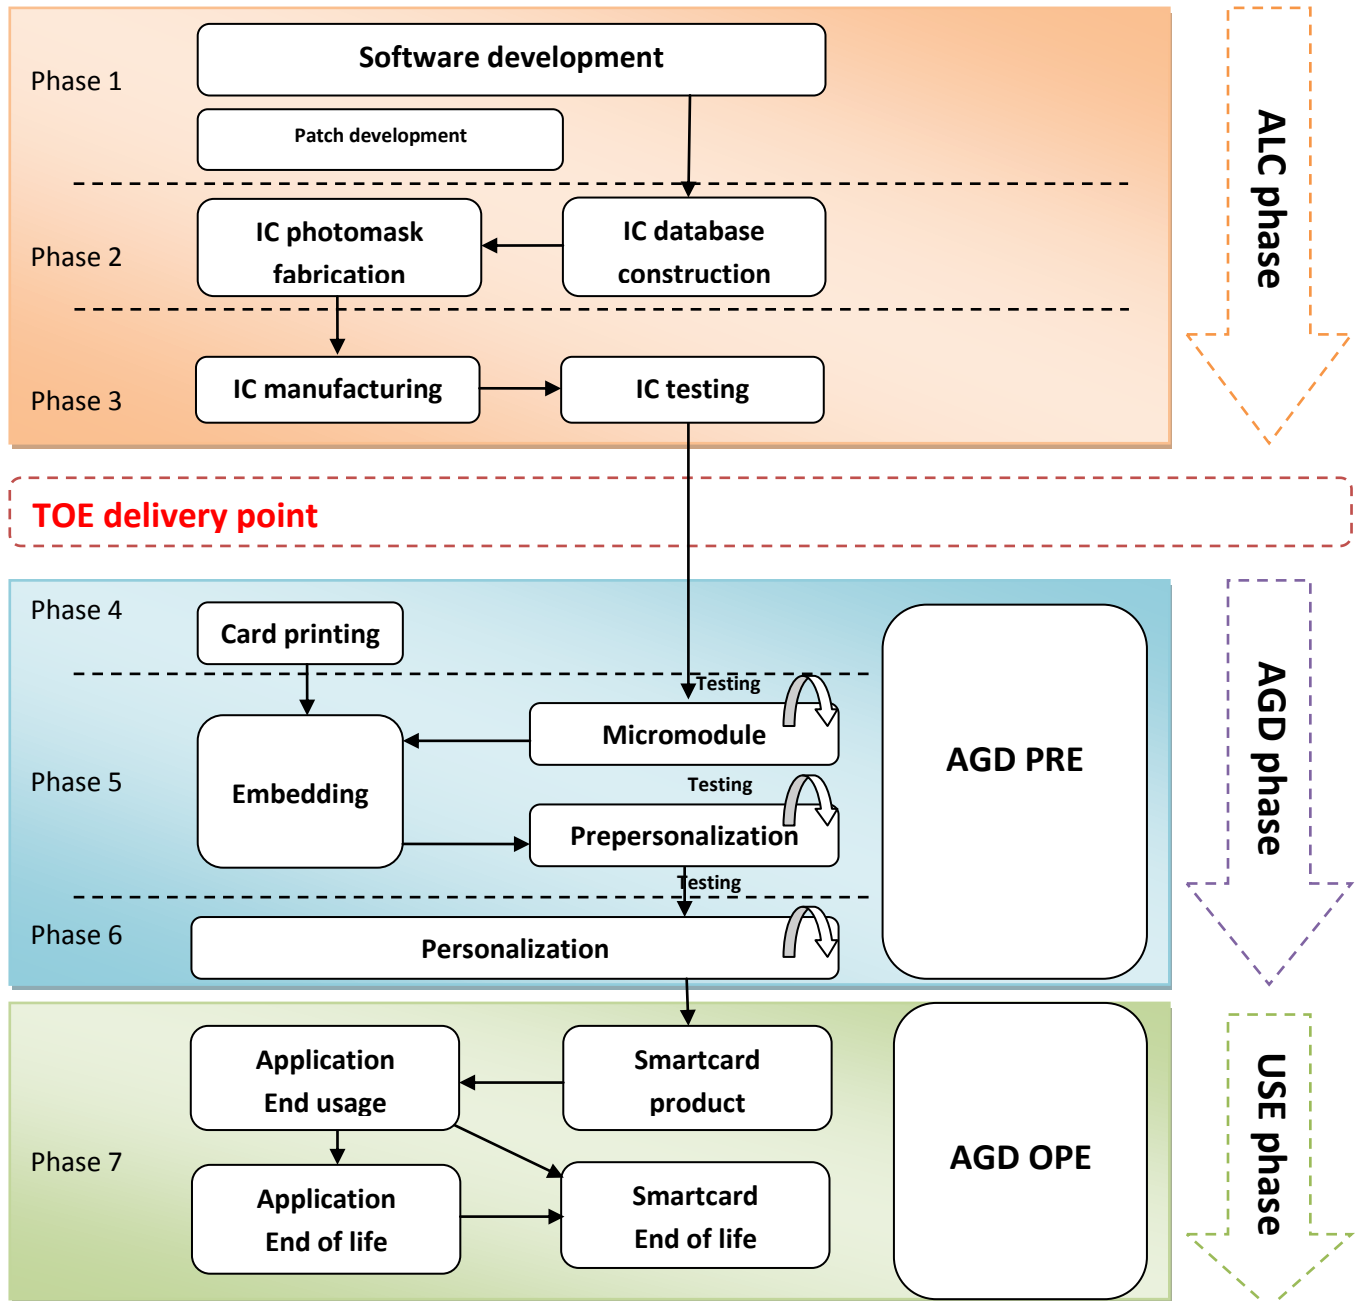 Phase 1
Software development
Patch development
ALC phase
Phase 2
IC photomask
fabrication
IC database
construction
Phase 3
IC manufacturing
IC testing
TOE delivery point
Phase 4
Card printing
Testing
Micromodule
AGD PRE
AGD phase
Phase 5
Embedding
Testing
Prepersonalization
Testing
Phase 6
Personalization
Application
End usage
Smartcard
product
AGD OPE
USE phase
Phase 7
Application
End of life
Smartcard
End of life